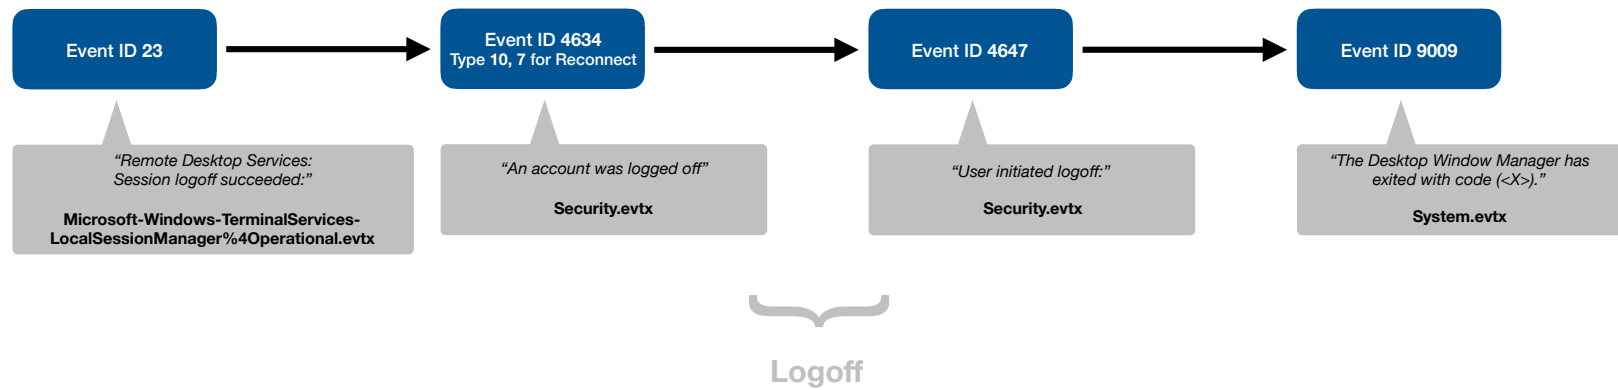 Event ID 23
Event ID 4634
Type 10, 7 for Reconnect
Event ID 4647
Event ID 9009
“Remote Desktop Services:
Session logoff succeeded:”
Microsoft-Windows-TerminalServices-
LocalSessionManager%4Operational.evtx
“An account was logged off”
Security.evtx
“User initiated logoff:”
Security.evtx
“The Desktop Window Manager has
exited with code (<X>).”
System.evtx
Logoff